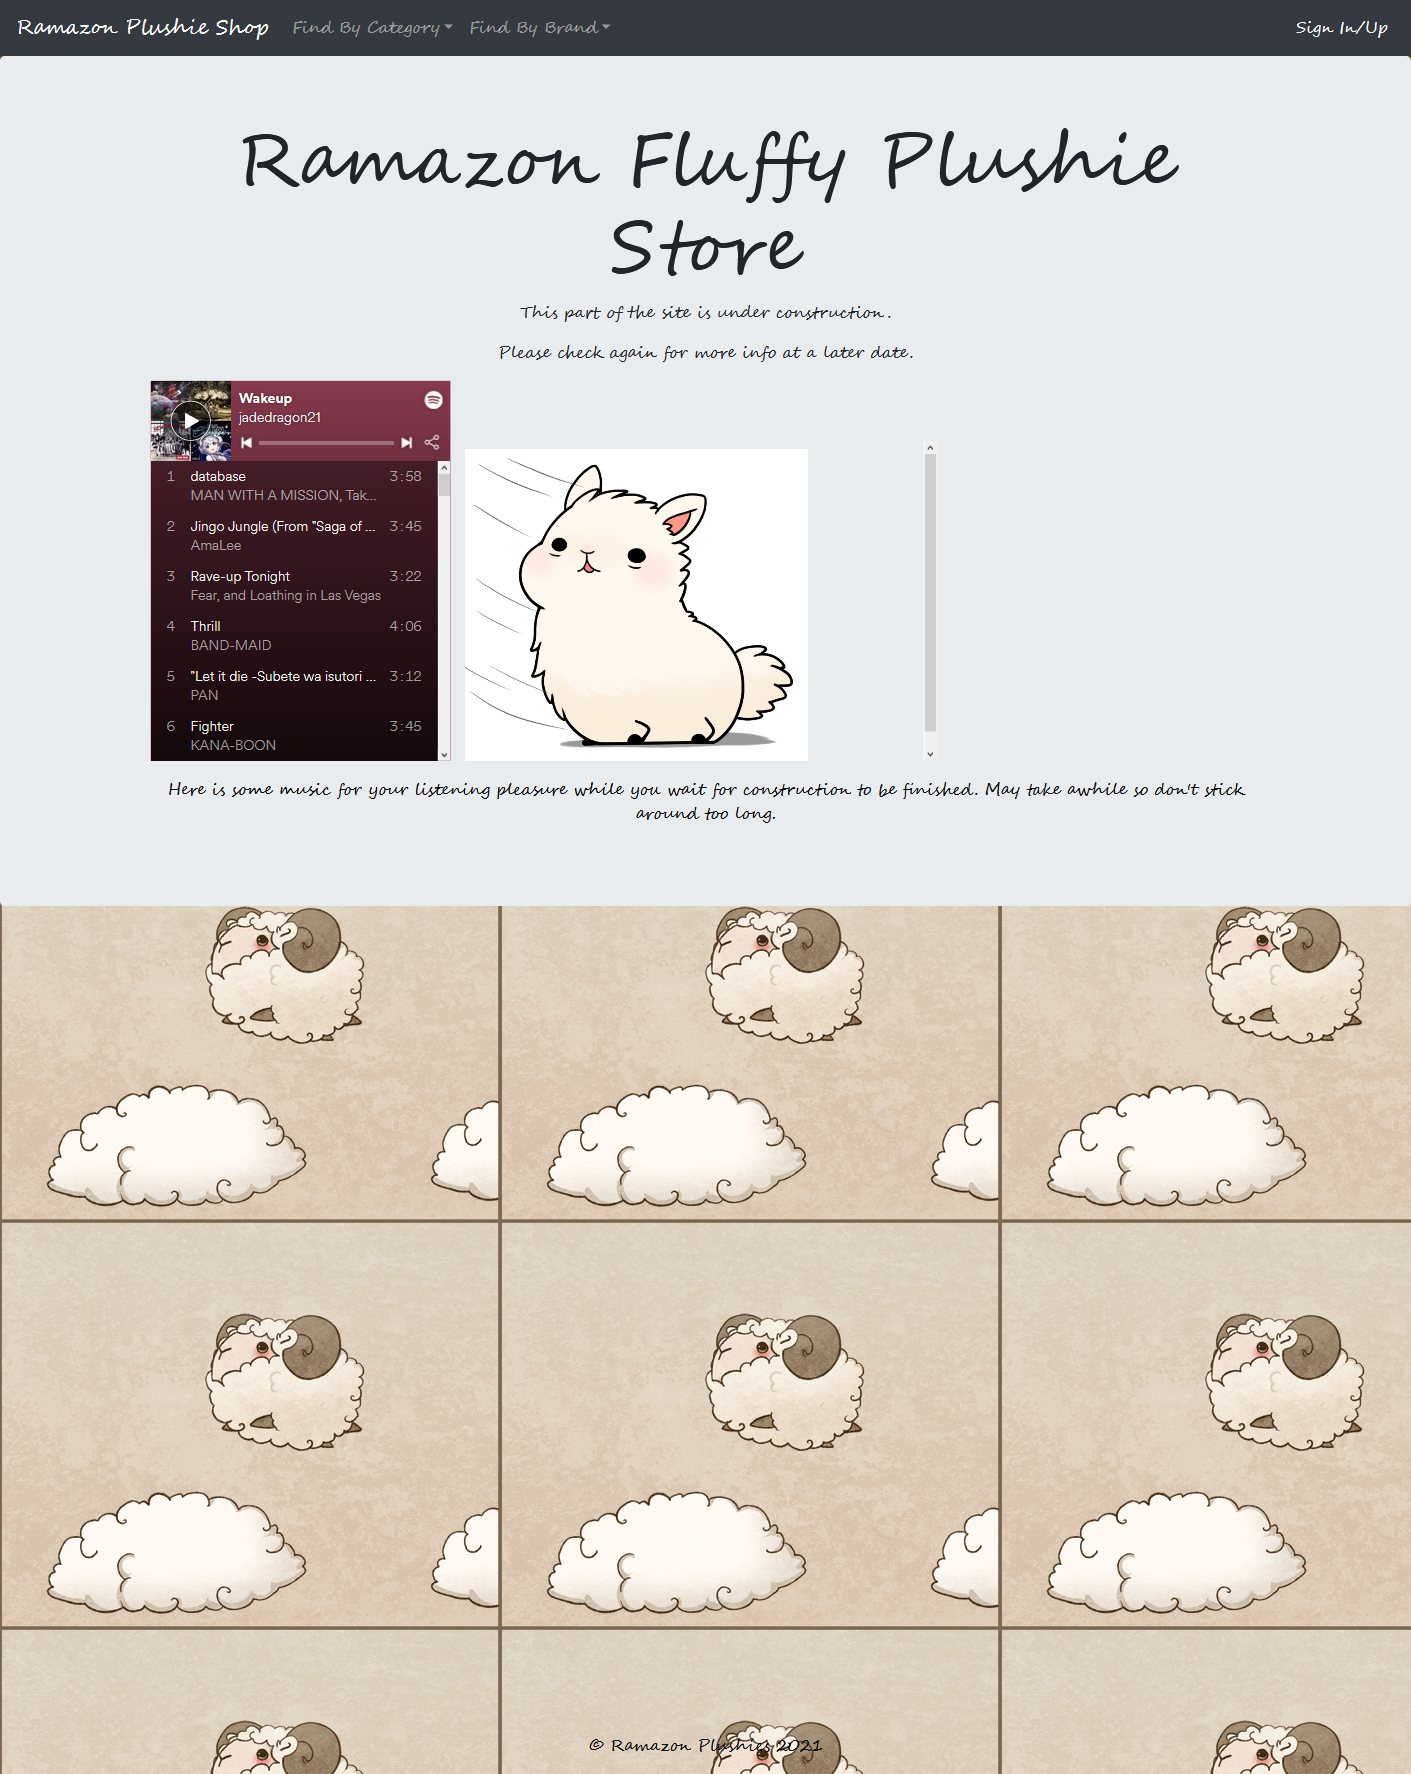 Ramazon Plushie Shop Find By Category Find By Brand Sign In/Up
Ramazon Fluffy Plushie
Store
This part of the site is under construction.
Please check again for more info at a later date.
Wakeup
jadedragon21
1 database 3:58
MAN WITH A MISSION, Tak...
2 Jingo Jungle (From "Saga of ... 3:45
AmaLee
3 Rave-up Tonight 3:22
Fear, and Loathing in Las Vegas
4 Thrill 4:06
BAND-MAID
5 "Let it die -Subete wa isutori ... 3:12
PAN
6 Fighter 3:45
KANA-BOON
Here is some music for your listening pleasure while you wait for construction to be finished. May take awhile so don't stick
around too long.
© Ramazon Plushies 2021